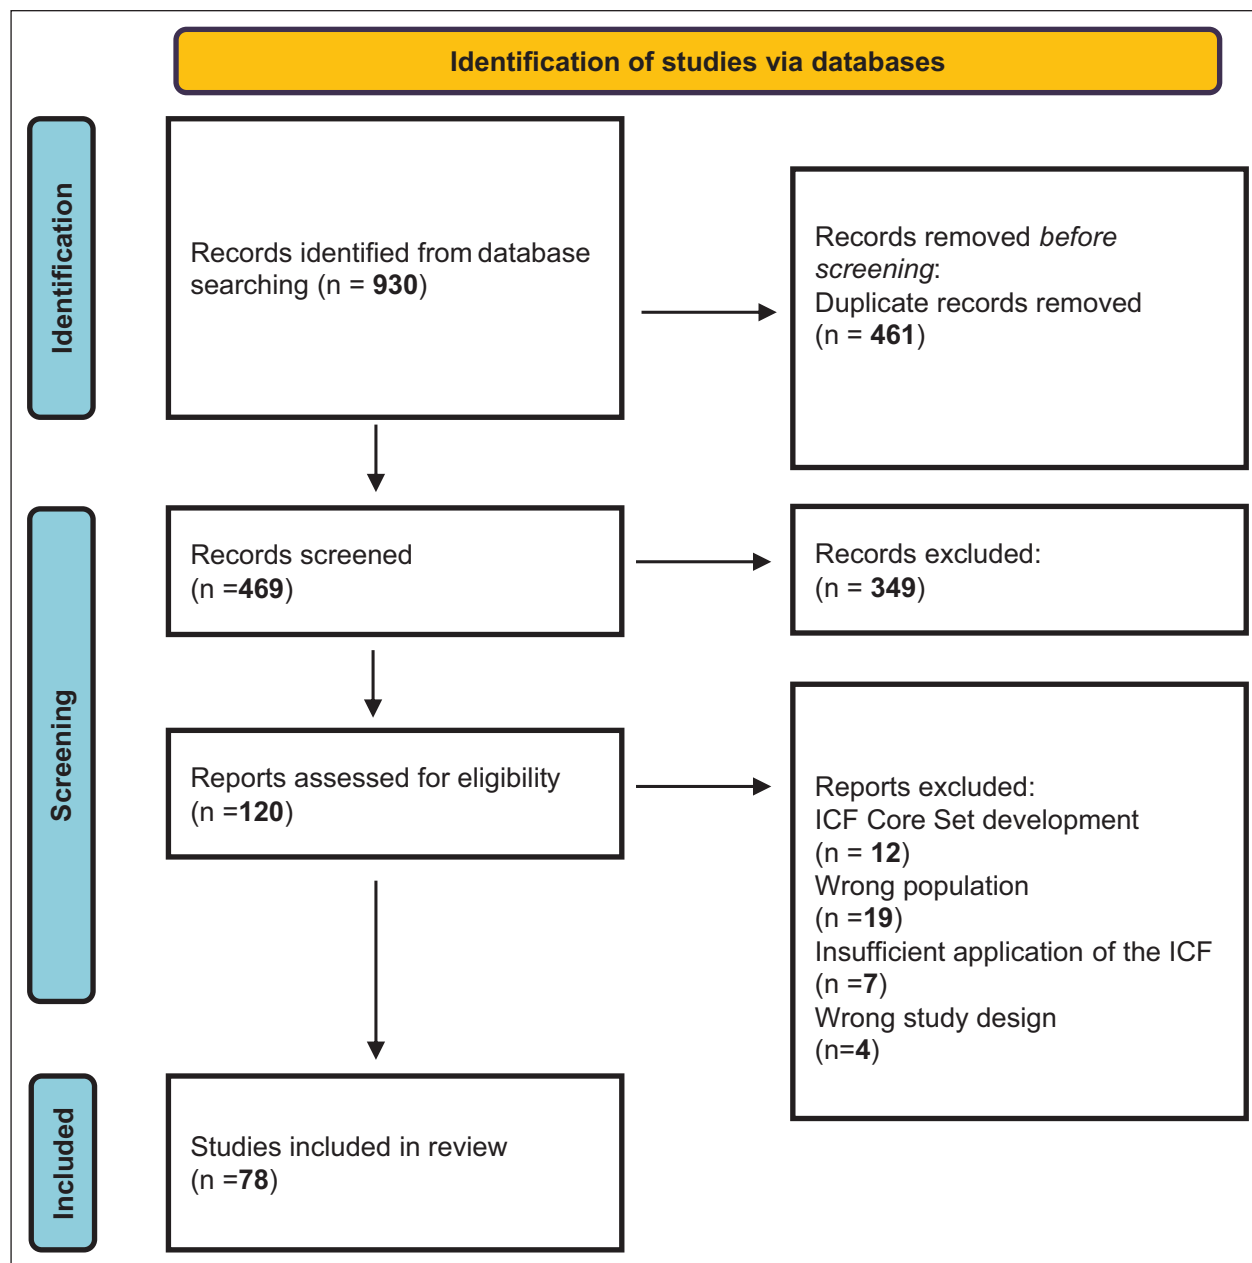 Identification of studies via databases
Identification
Records identified from database
searching (n = 930)
Records removed before
screening:
Duplicate records removed
(n = 461)
Screening
Records screened
(n =469)
Records excluded:
(n = 349)
Reports assessed for eligibility
(n =120)
Reports excluded:
ICF Core Set development
(n = 12)
Wrong population
(n =19)
Insufficient application of the ICF
(n =7)
Wrong study design
(n=4)
Included
Studies included in review
(n =78)